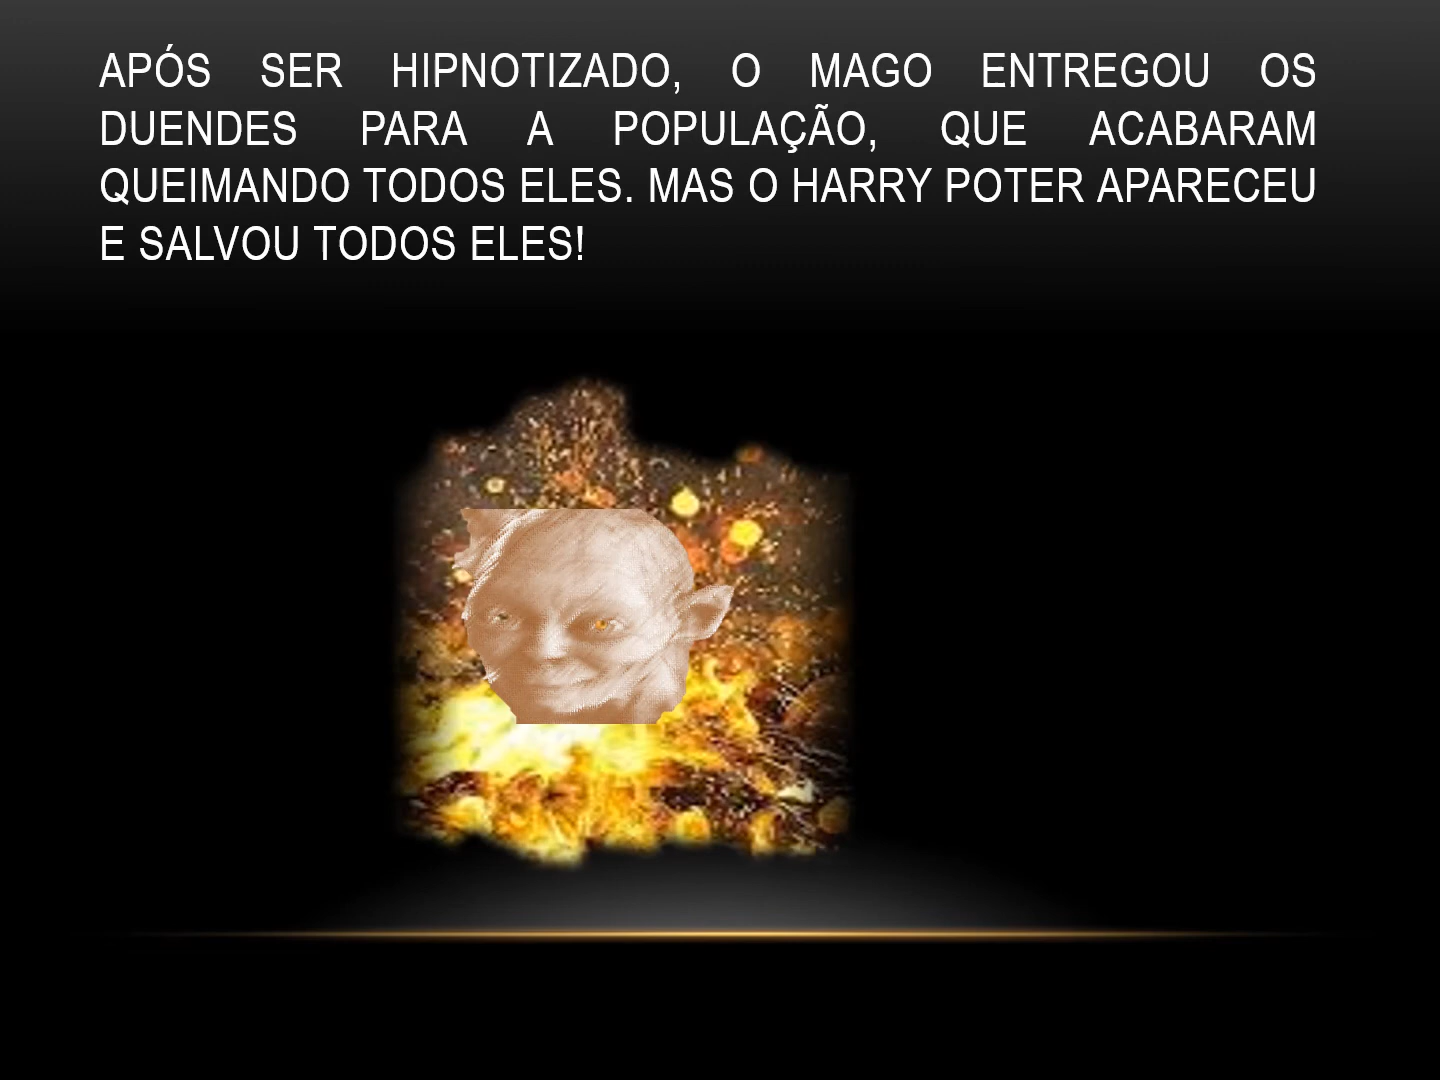 APÓS SER HIPNOTIZADO, O MAGO ENTREGOU OS
DUENDES PARA A POPULAÇÃO, QUE ACABARAM
QUEIMANDO TODOS ELES. MAS O HARRY POTER APARECEU
E SALVOU TODOS ELES!